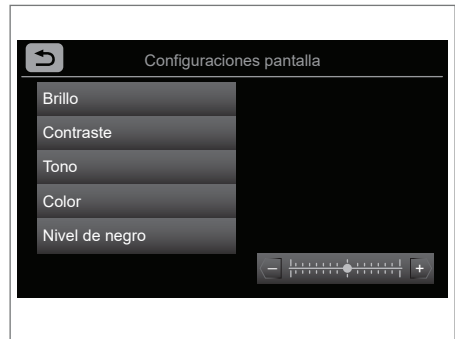 Configuraciones pantalla
Brillo
Contraste
Tono
Color
Nivel de negro